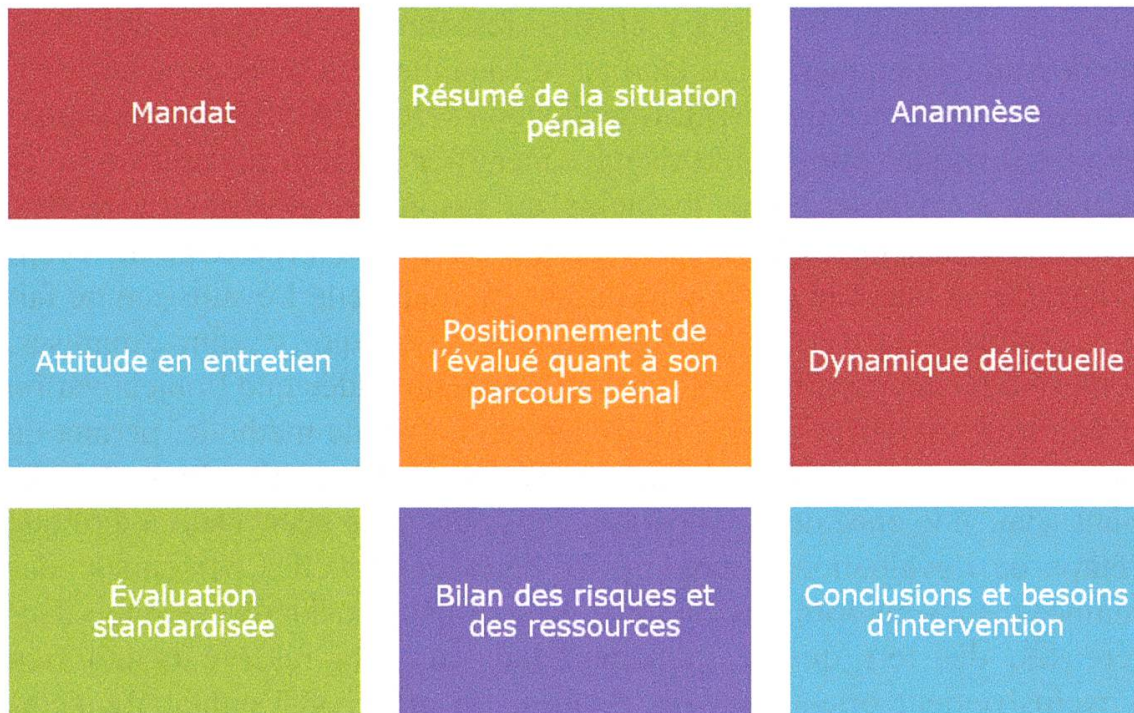 Mandat
Résumé de la situation
pénale
Anamnèse
Attitude en entretien
Positionnement de
l'évalué quant à son
parcours pénal
Dynamique délictuelle
Évaluation
standardisée
Bilan des risques et
des ressources
Conclusions et besoins
d'intervention